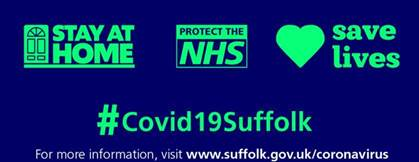 STAY AT
HOME
PROTECT THE
NHS
save
lives
#Covid19Suffolk
For more information, visit www.suffolk.gov.uk/coronavirus